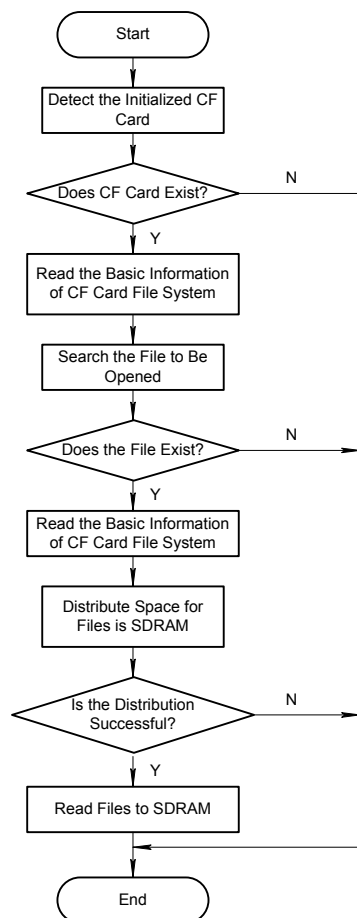 Start
Detect the Initialized CF
Card
Does CF Card Exist?
N
Y
Read the Basic Information
of CF Card File System
Search the File to Be
Opened
Does the File Exist?
N
Y
Read the Basic Information
of CF Card File System
Distribute Space for
Files is SDRAM
Is the Distribution
Successful?
N
Y
Read Files to SDRAM
End